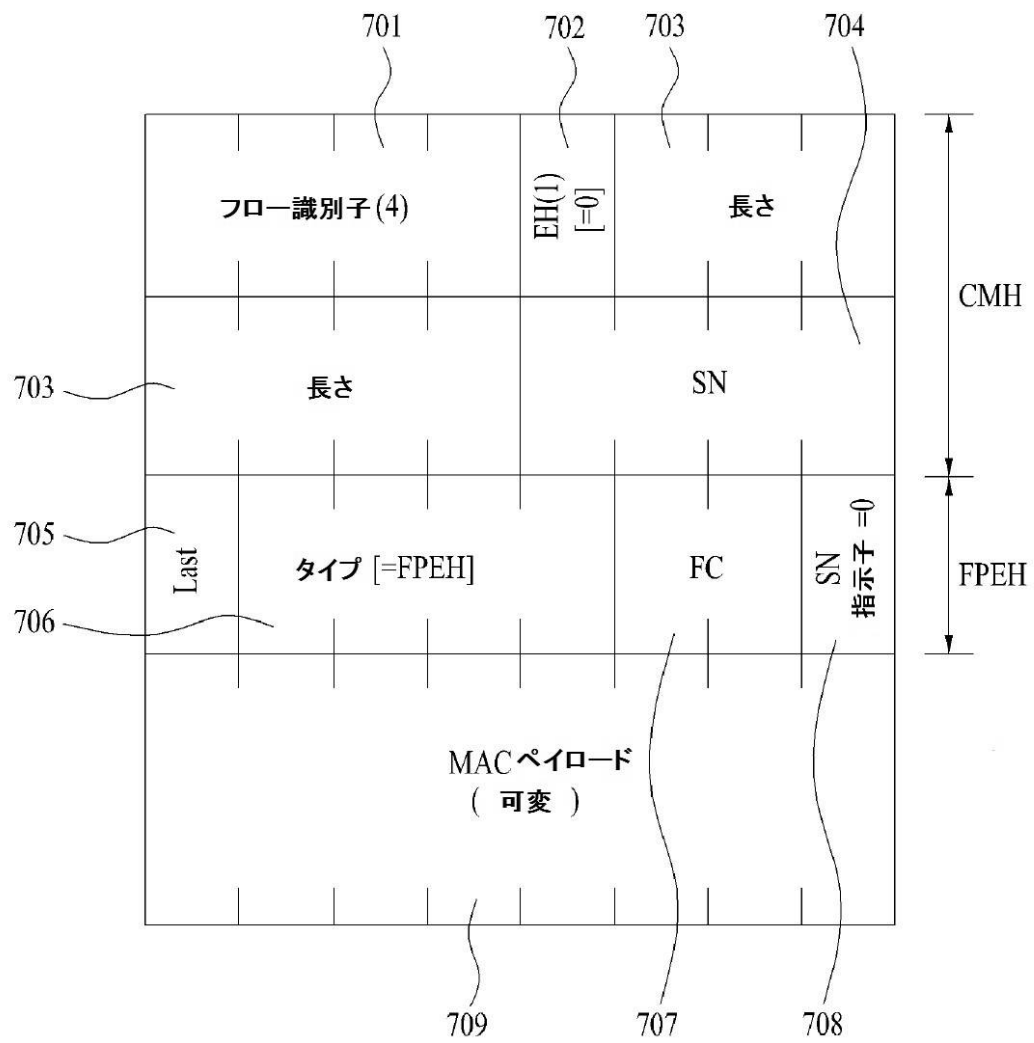 701
702
703
704
フロー識別子(4)
EH(1)
[=0]
長さ
CMH
703
長さ
SN
705
Last
タイプ [=FPEH]
FC
SN
指示子 =0
FPEH
706
MACペイロード
( 可変 )
709
707
708